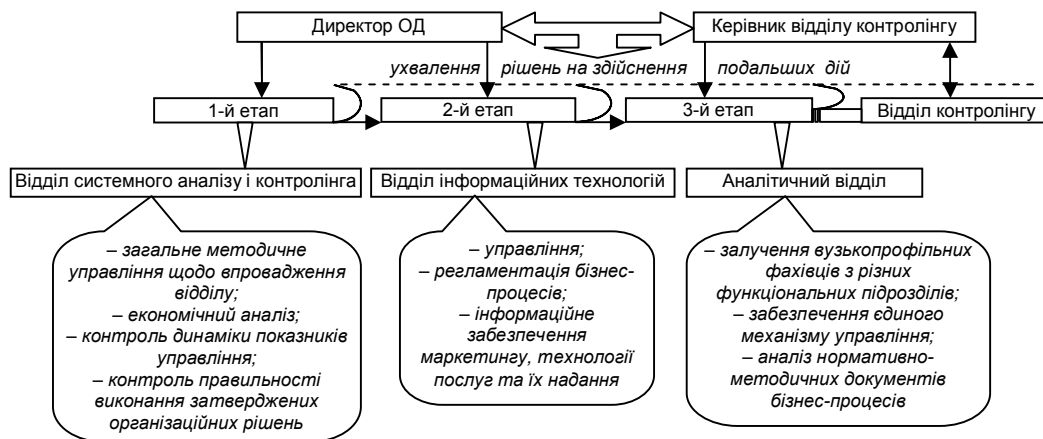 Директор ОД
Керівник відділу контролінгу
ухвалення рішень на здійснення подальших дій
1-й етап
2-й етап
3-й етап
Відділ контролінгу
Відділ системного аналізу і контролінга
Відділ інформаційних технологій
Аналітичний відділ
– загальне методичне
управління щодо впровадження
відділу;
– економічний аналіз;
– контроль динаміки показників
управління;
– контроль правильності
виконання затверджених
організаційних рішень
– управління;
– регламентація бізнес-
процесів;
– інформаційне
забезпечення
маркетингу, технології
послуг та їх надання
– залучення вузькопрофільних
фахівців з різних
функціональних підрозділів;
– забезпечення єдиного
механізму управління;
– аналіз нормативно-
методичних документів
бізнес-процесів